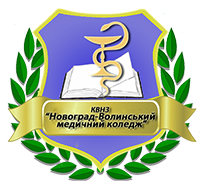 КВНЗ:
"Новоград-Волинський
медичний коледж"